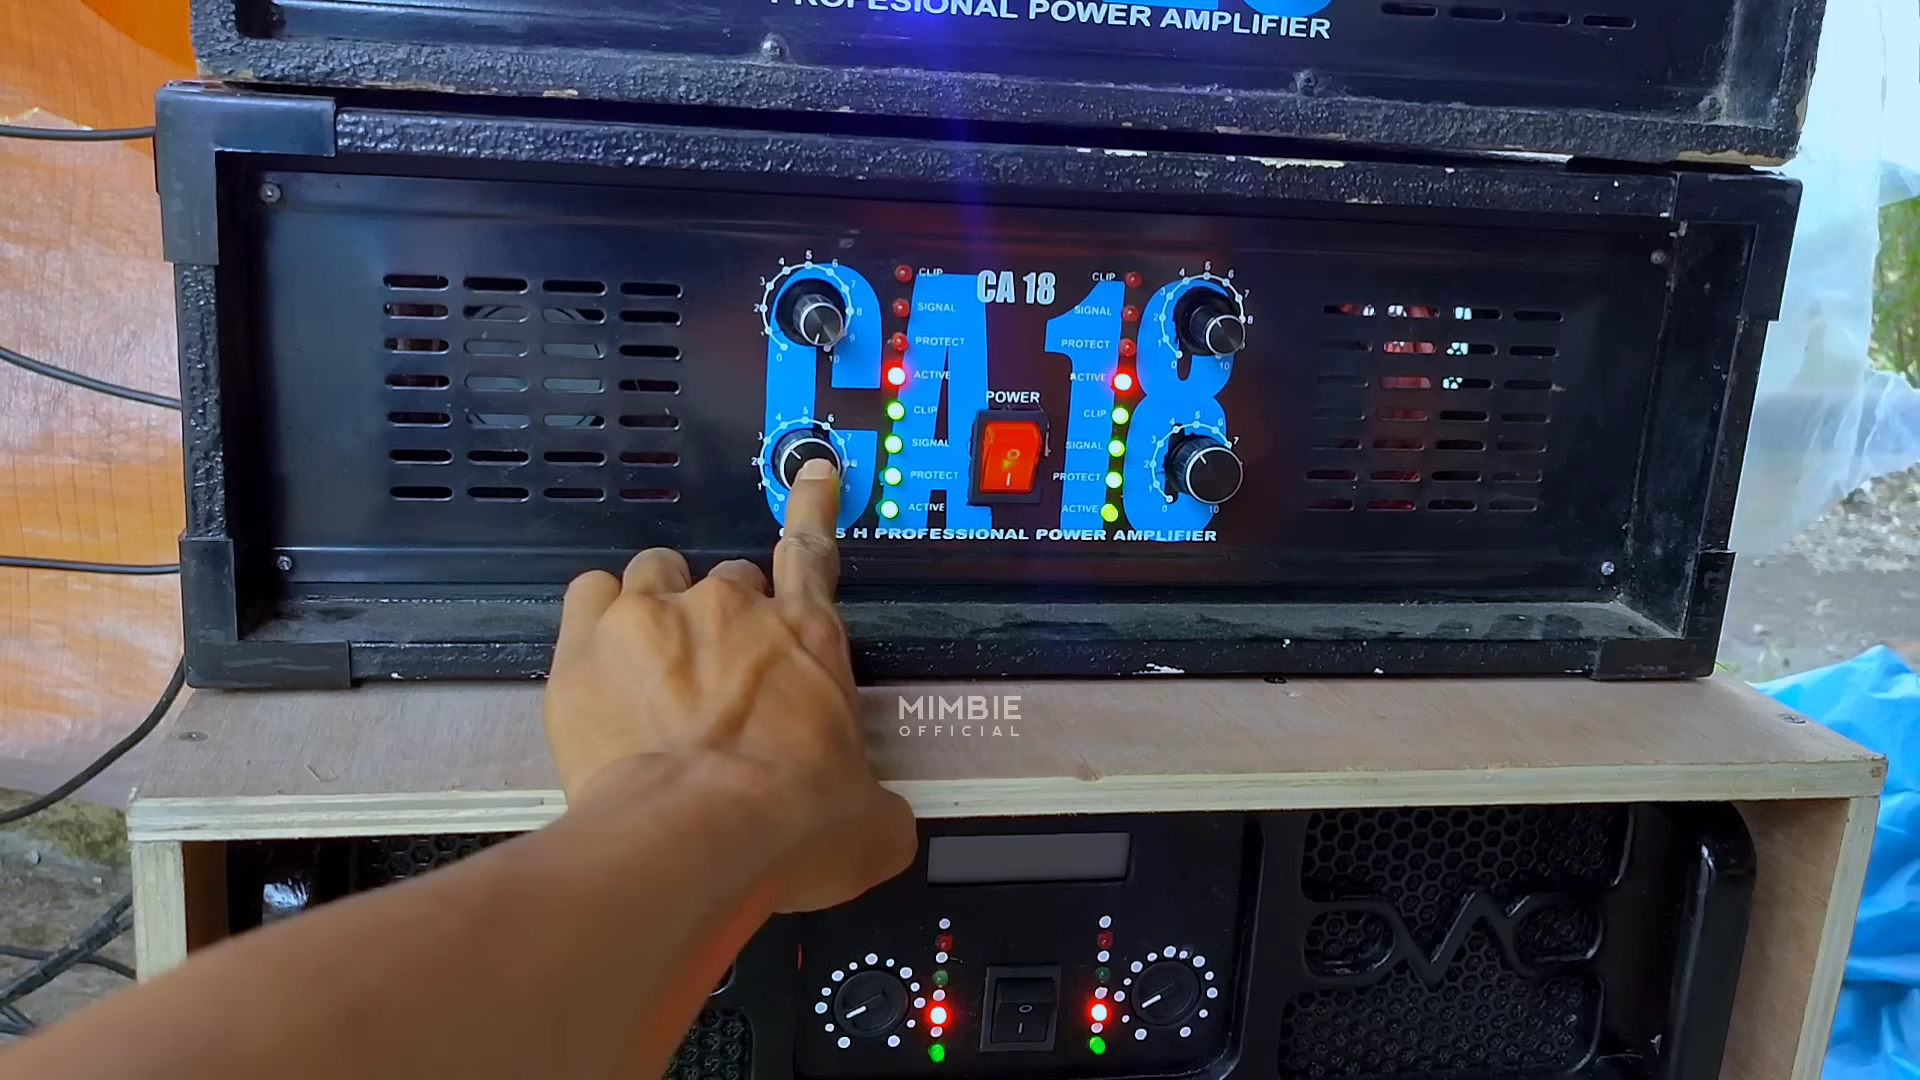 PROFESIONAL POWER AMPLIFIER
CA 18
CLIP
SIGNAL
PROTECT
ACTIVE
CLIP
SIGNAL
PROTECT
ACTIVE
POWER
CLIP
SIGNAL
PROTECT
ACTIVE
CLIP
SIGNAL
PROTECT
ACTIVE
CA18
H PROFESSIONAL POWER AMPLIFIER
MIMBIE
OFFICIAL